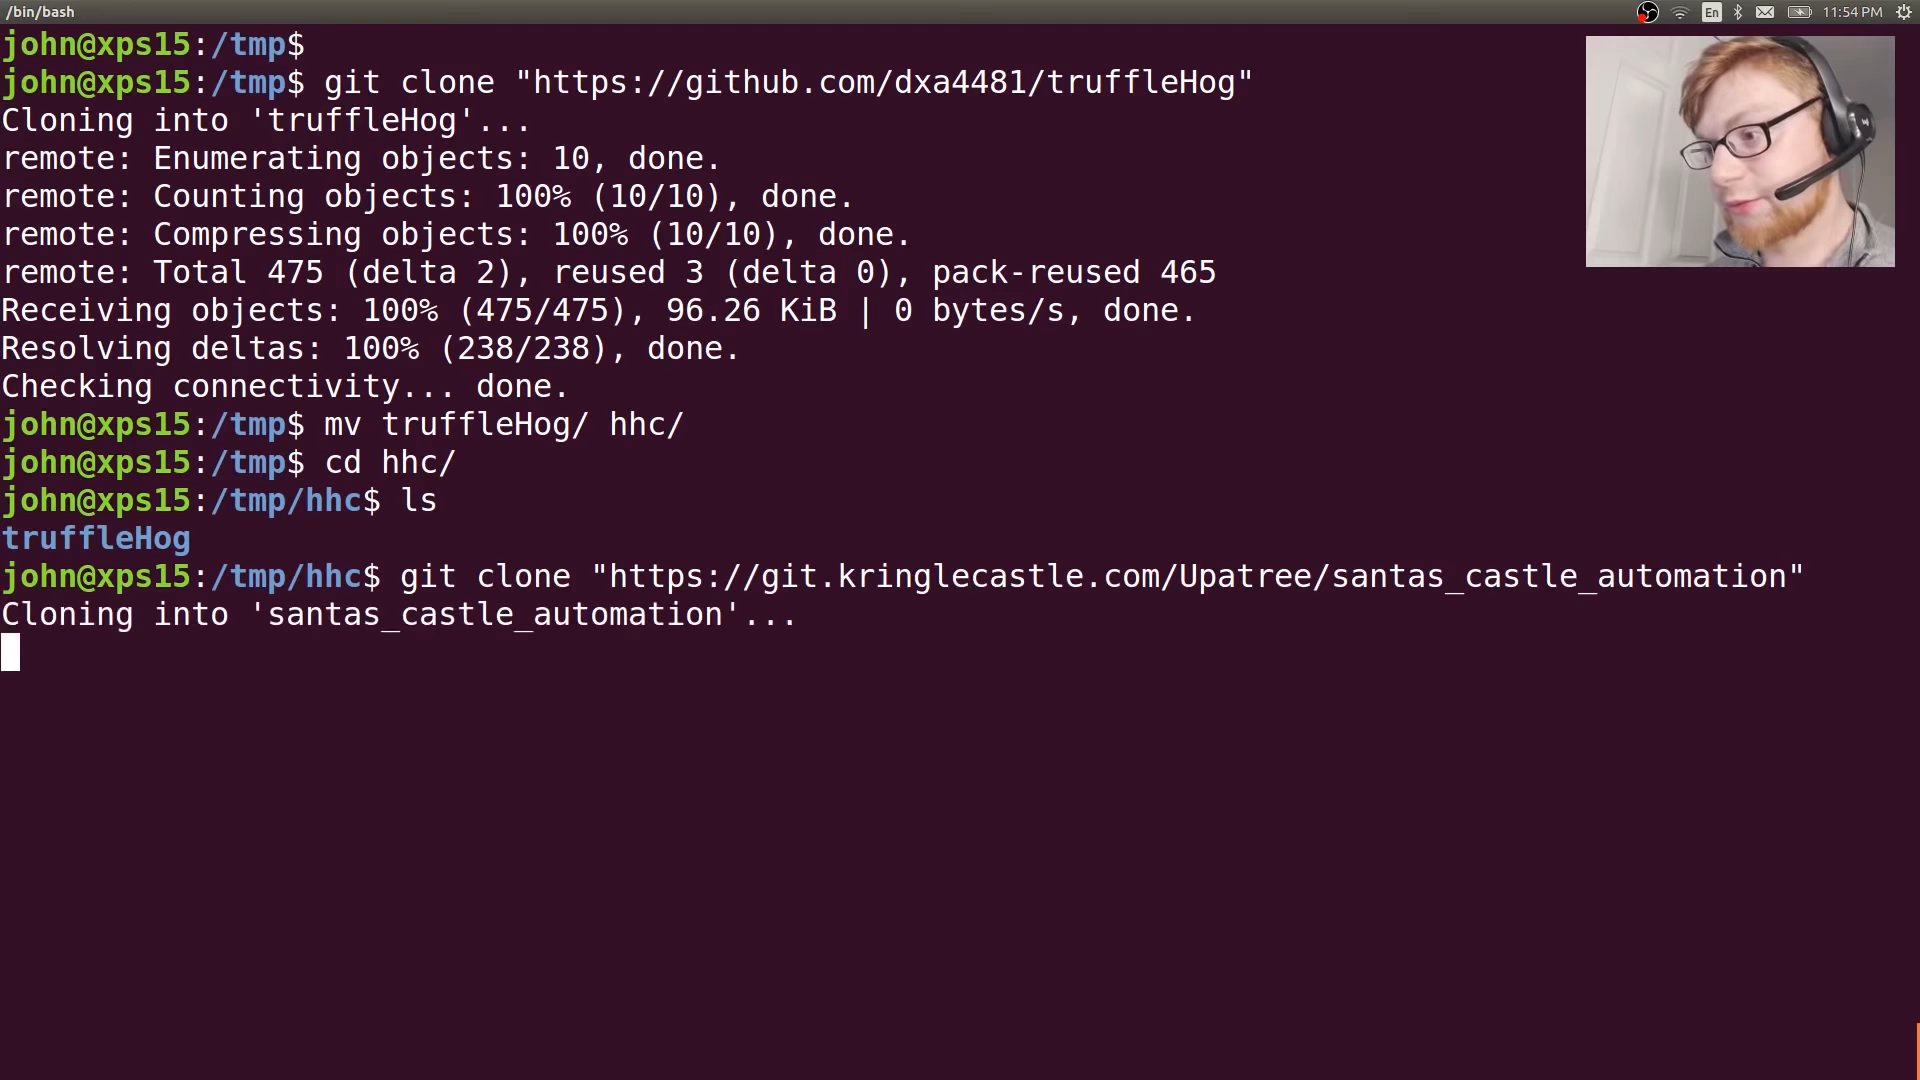 /bin/bash
En
11:54 PM
john@xps15:/tmp$
john@xps15:/tmp$ git clone "https://github.com/dxa4481/truffleHog"
Cloning into 'truffleHog'...
remote: Enumerating objects: 10, done.
remote: Counting objects: 100% (10/10), done.
remote: Compressing objects: 100% (10/10), done.
remote: Total 475 (delta 2), reused 3 (delta 0), pack-reused 465
Receiving objects: 100% (475/475), 96.26 KiB | 0 bytes/s, done.
Resolving deltas: 100% (238/238), done.
Checking connectivity... done.
john@xps15:/tmp$ mv truffleHog/ hhc/
john@xps15:/tmp$ cd hhc/
john@xps15:/tmp/hhc$ ls
truffleHog
john@xps15:/tmp/hhc$ git clone "https://git.kringlecastle.com/Upatree/santas_castle_automation"
Cloning into 'santas_castle_automation'...